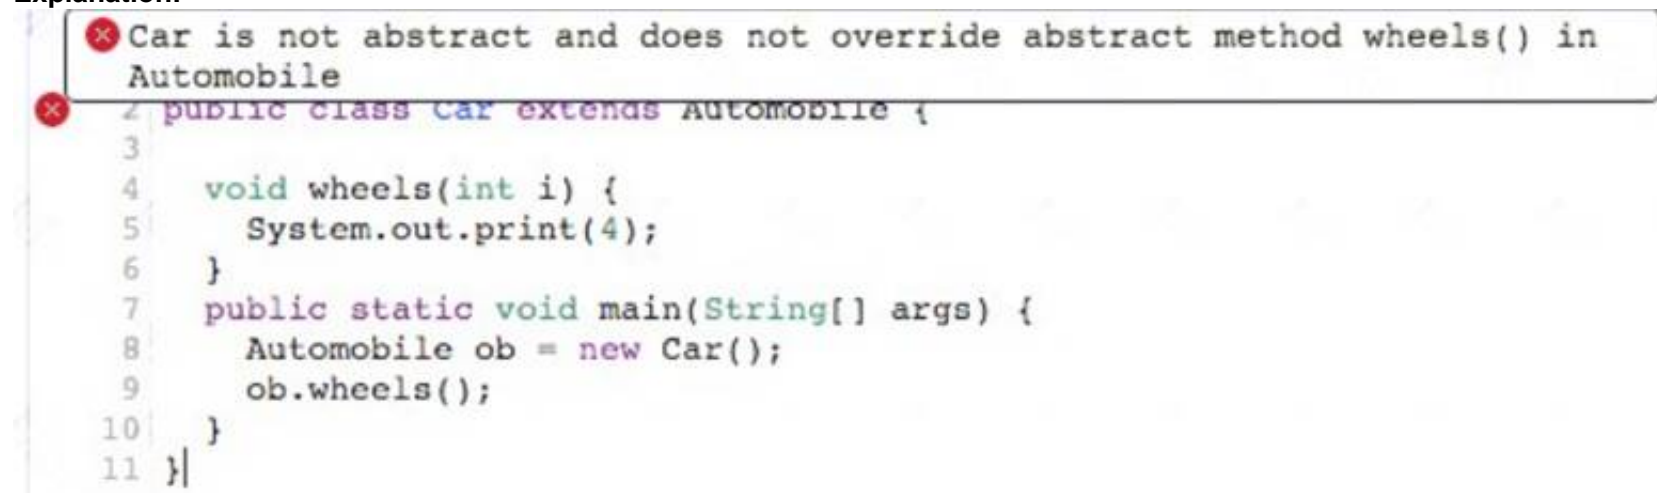 Explanation:
Car is not abstract and does not override abstract method wheels() in
Automobile
2 public class Car extends Automobile {
3
4 void wheels(int i) {
5 System.out.print(4);
6 }
7 public static void main(String[] args) {
8 Automobile ob = new Car();
9 ob.wheels();
10 }
11 }